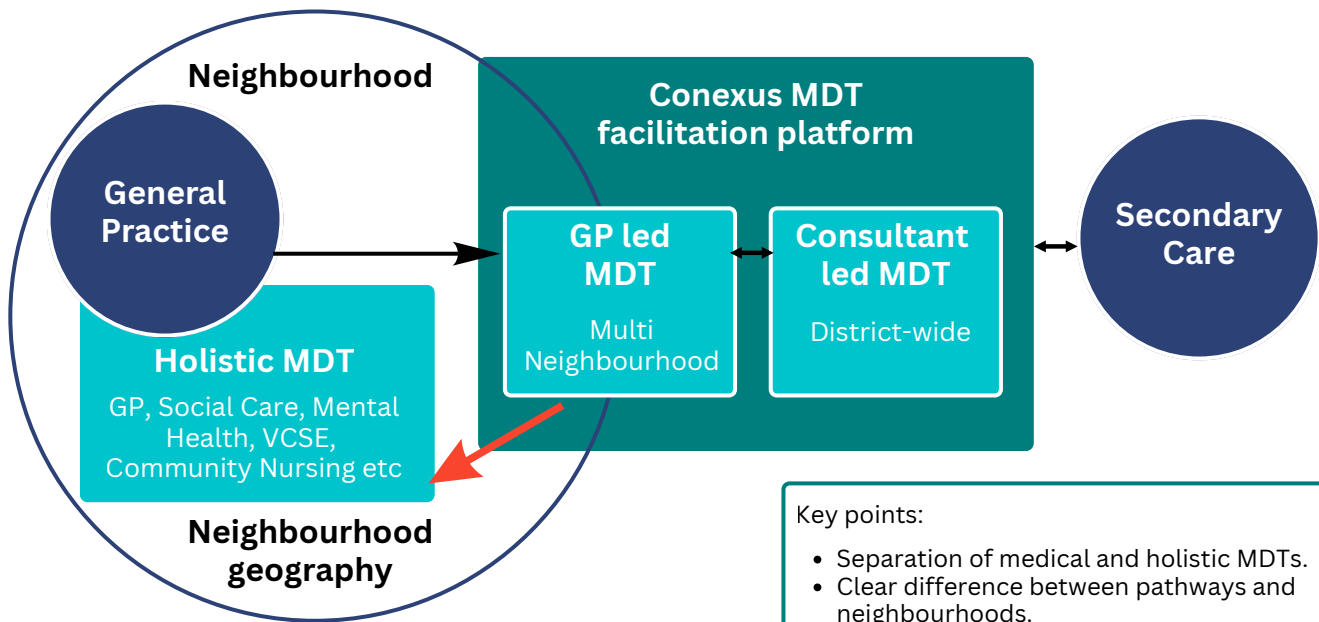 Neighbourhood
General
Practice
Holistic MDT
GP, Social Care, Mental
Health, VCSE,
Community Nursing etc
Neighbourhood
geography
Conexus MDT
facilitation platform
GP led
MDT
Multi
Neighbourhood
Consultant
led MDT
District-wide
Secondary
Care
Key points:
• Separation of medical and holistic MDTs.
• Clear difference between pathways and
neighbourhoods.